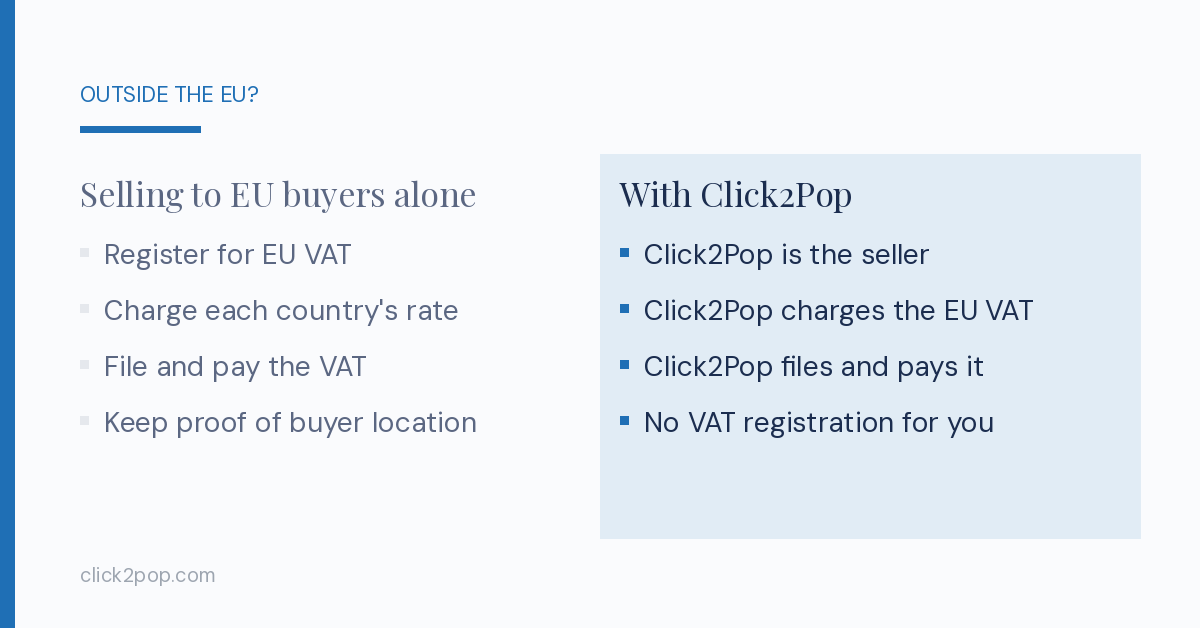 OUTSIDE THE EU?
Selling to EU buyers alone
Register for EU VAT
Charge each country's rate
File and pay the VAT
Keep proof of buyer location
With Click2Pop
Click2Pop is the seller
Click2Pop charges the EU VAT
Click2Pop files and pays it
No VAT registration for you
click2pop.com